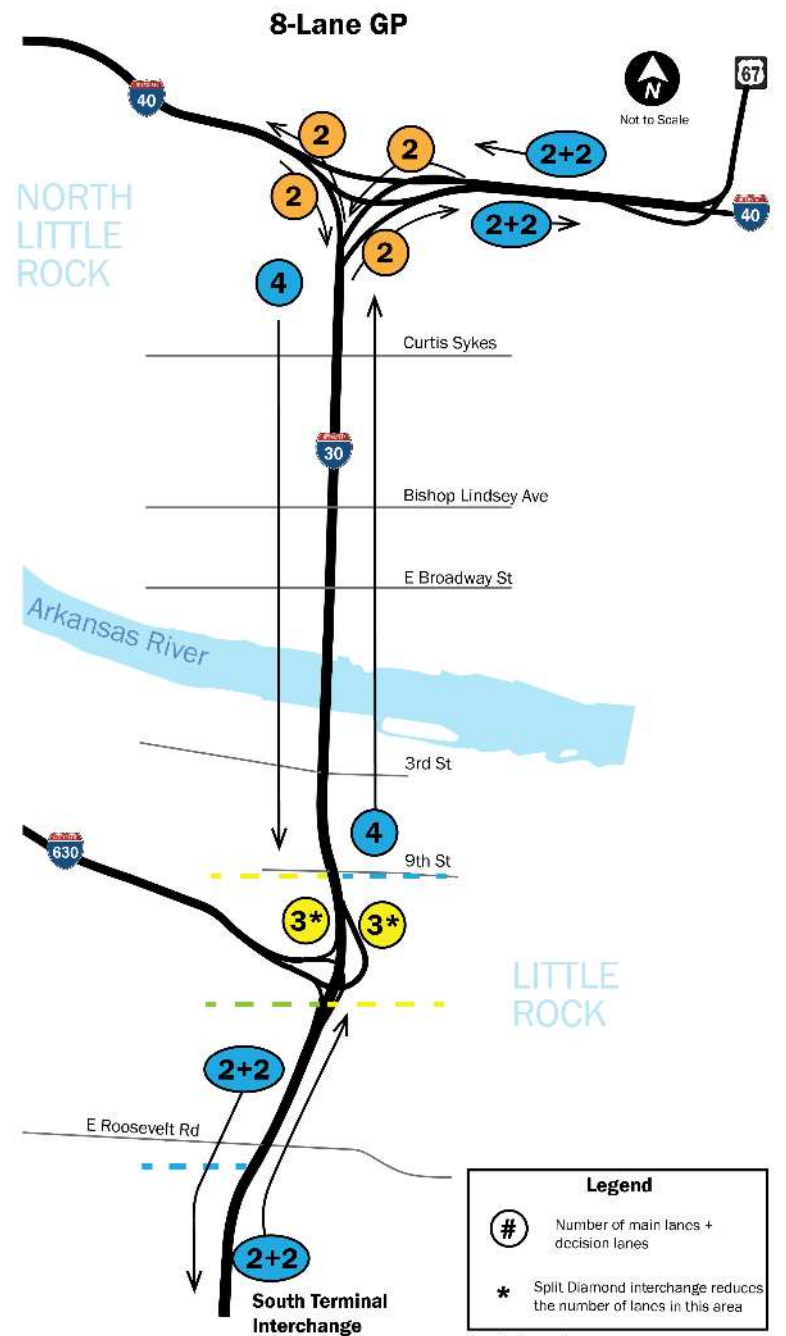 8-Lane GP
67
40
N
Not to Scale
2
2
2+2
NORTH
LITTLE
ROCK
2
2+2
40
2
4
Curtis Sykes
30
Bishop Lindsey Ave
E Broadway St
Arkansas River
3rd St
4
630
9th St
3*
3*
LITTLE
ROCK
2+2
E Roosevelt Rd
2+2
South Terminal
Interchange
Legend
# Number of main lanes +
decision lanes
* Split Diamond interchange reduces
the number of lanes in this area